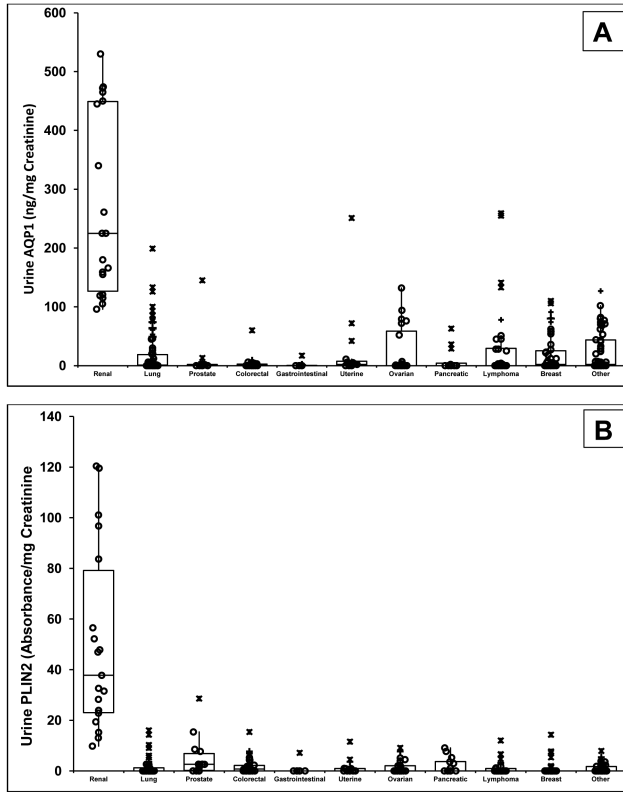 A
Urine AQP1 (ng/mg Creatinine)
600
500
400
300
200
100
0
Renal Lung Prostate Colorectal Gastrointestinal Uterine Ovarian Pancreatic Lymphoma Breast Other
B
Urine PLIN2 (Absorbance/mg Creatinine
140
120
100
80
60
40
20
0
Renal Lung Prostate Colorectal Gastrointestinal Uterine Ovarian Pancreatic Lymphoma Breast Other